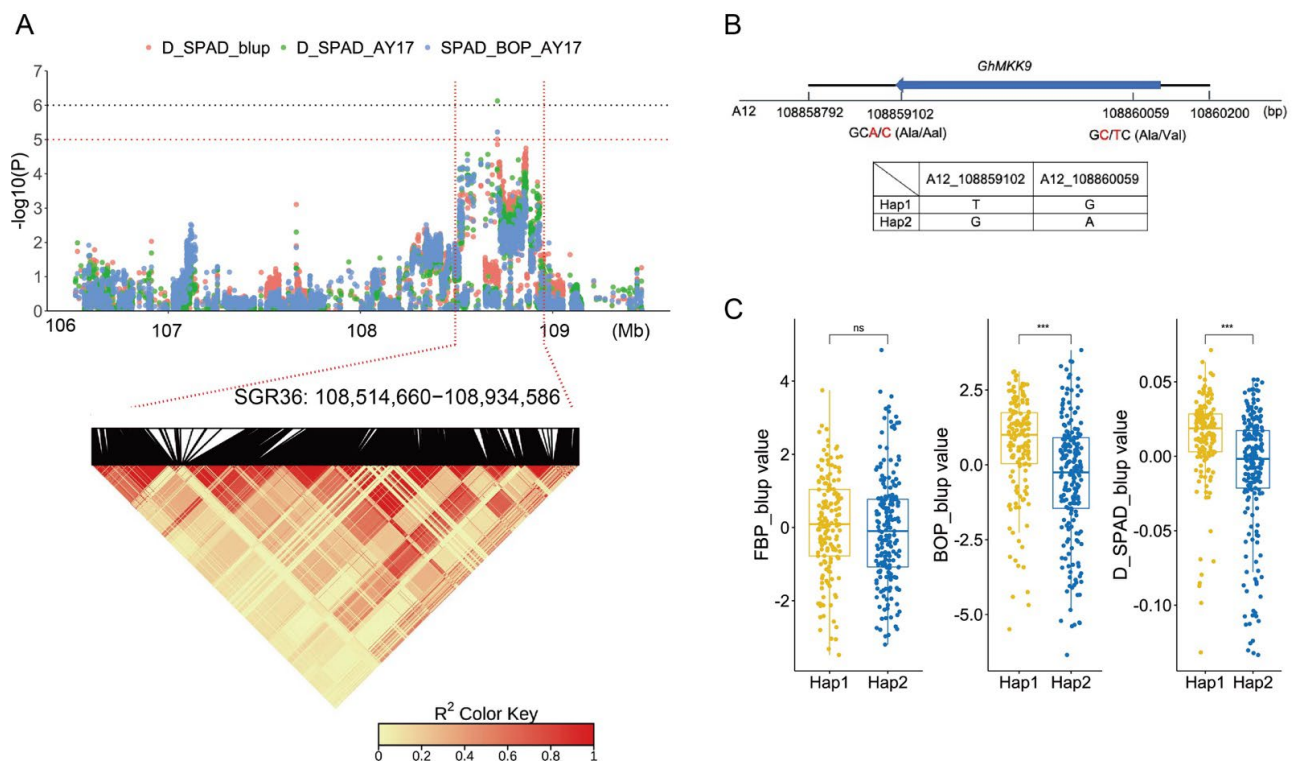 A
D_SPAD_blup D_SPAD_AY17 SPAD_BOP_AY17
7
6
5
4
3
2
1
0
-log10(P)
106 107 108 109 (Mb)
SGR36: 108,514,660−108,934,586
R2 Color Key
0 0.2 0.4 0.6 0.8 1
B
GhMKK9
A12 108858792 108859102 108860059 10860200 (bp)
GCA/C (Ala/Aal) GC/TC (Ala/Val)
A12_108859102 A12_108860059
Hap1 T G
Hap2 G A
C
ns
FBP_blup value
4
2
0
-2
Hap1 Hap2
***
BOP_blup value
2.5
0.0
-2.5
-5.0
Hap1 Hap2
***
D_SPAD_blup value
0.05
0.00
-0.05
-0.10
Hap1 Hap2